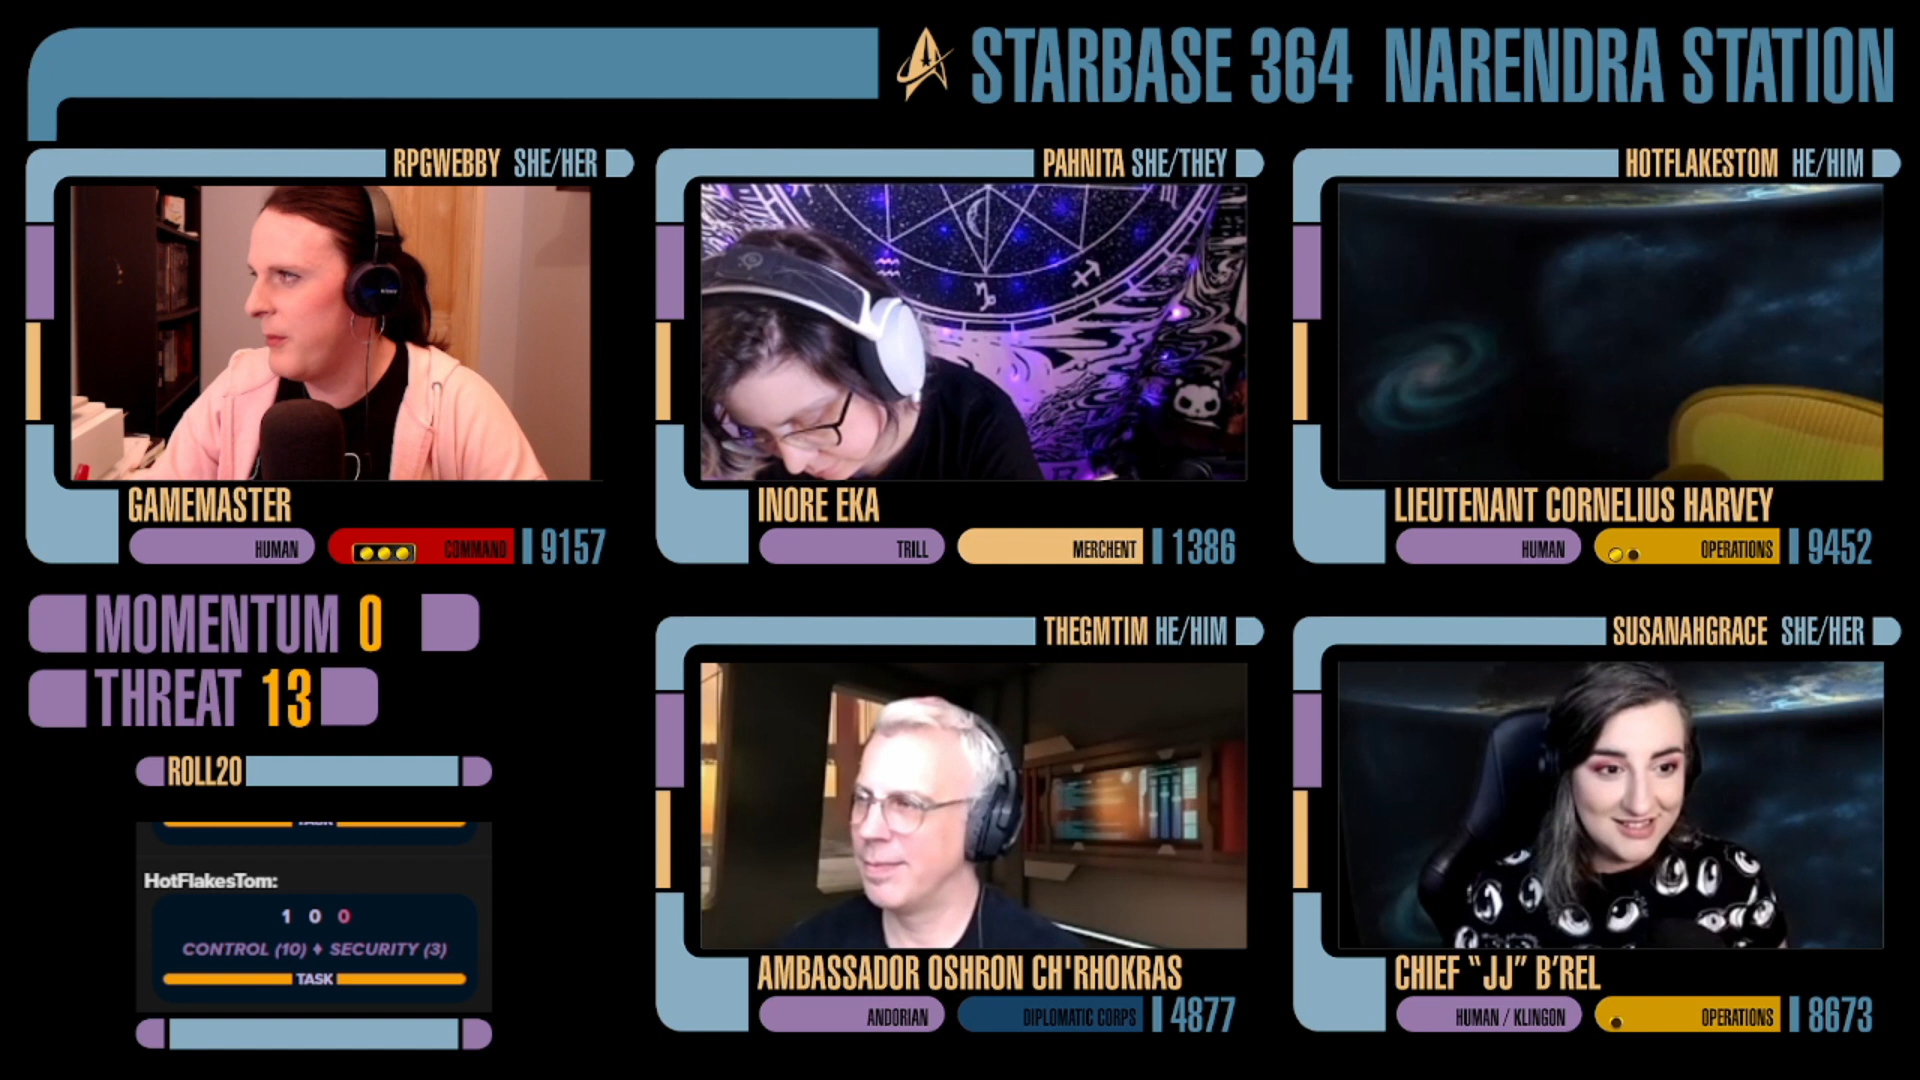 STARBASE 364 NARENDRA STATION
RPGWEBBY SHE/HER
GAMEMASTER
HUMAN
COMMAND
9157
PAHNITA SHE/THEY
INORE EKA
TRILL
MERCHENT
1386
HOTFLAKESTOM HE/HIM
LIEUTENANT CORNELIUS HARVEY
HUMAN
OPERATIONS
9452
MOMENTUM 0
THREAT 13
ROLL20
TASK
HotFlakesTom:
1 0 0
CONTROL (10) + SECURITY (3)
TASK
THEGMTIM HE/HIM
AMBASSADOR OSHRON CH'RHOKRAS
ANDORIAN
DIPLOMATIC CORPS
4877
SUSANAHGRACE SHE/HER
CHIEF “JJ” B'REL
HUMAN / KLINGON
OPERATIONS
8673